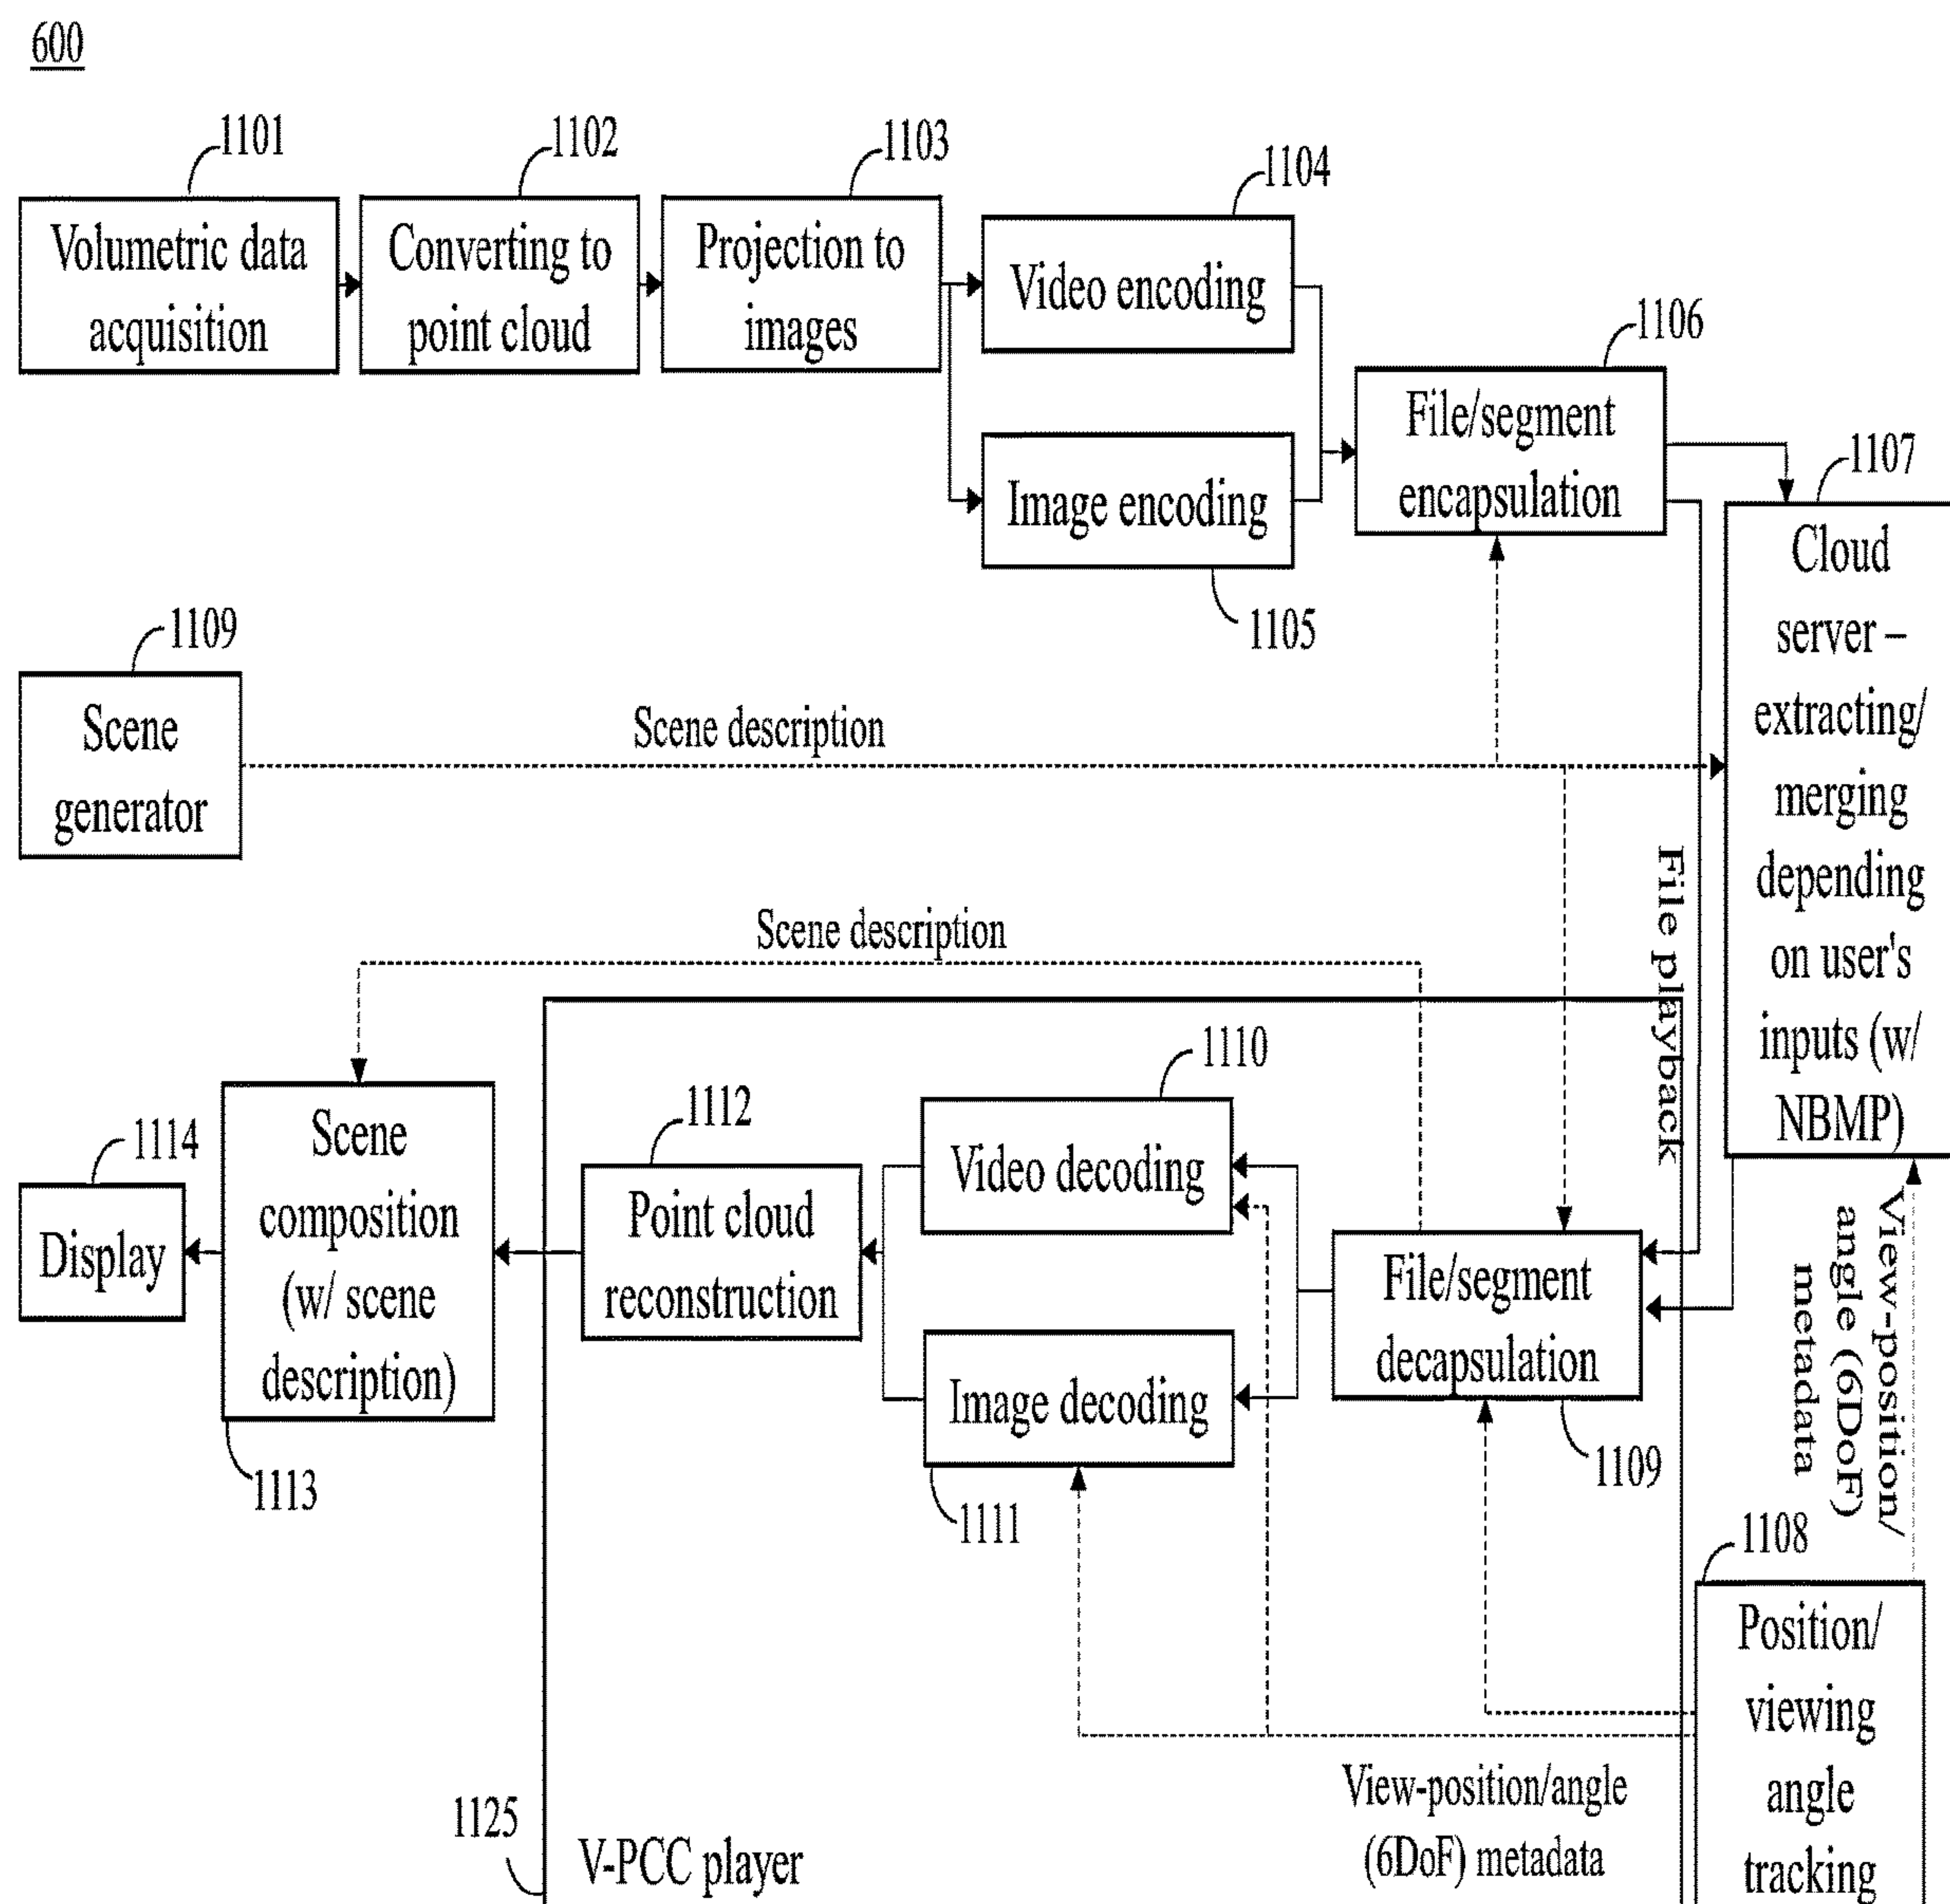 600
1101
1102
1103
1104
Volumetric data
acquisition
Converting to
point cloud
Projection to
images
Video encoding
Image encoding
1105
1106
File/segment
encapsulation
1107
Cloud
server –
extracting/
merging
depending
on user's
inputs (w/
NBMP)
1109
Scene
generator
Scene description
File playback
Scene description
1114
Display
Scene
composition
(w/ scene
description)
1113
1112
Point cloud
reconstruction
1110
Video decoding
Image decoding
1111
File/segment
decapsulation
1109
View-position/
angle (6DoF)
metadata
1108
Position/
viewing
angle
tracking
View-position/angle
(6DoF) metadata
1125
V-PCC player